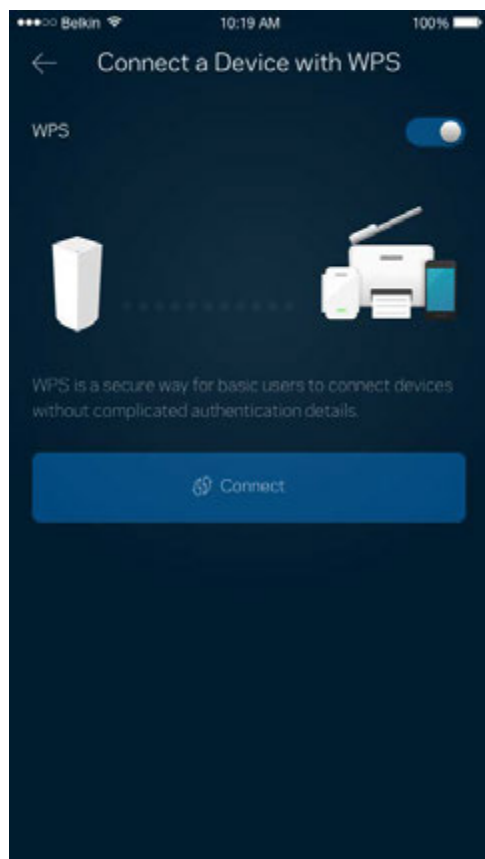 Belkin 10:19 AM 100%
Connect a Device with WPS
WPS
WPS is a secure way for basic users to connect devices
without complicated authentication details.
Connect